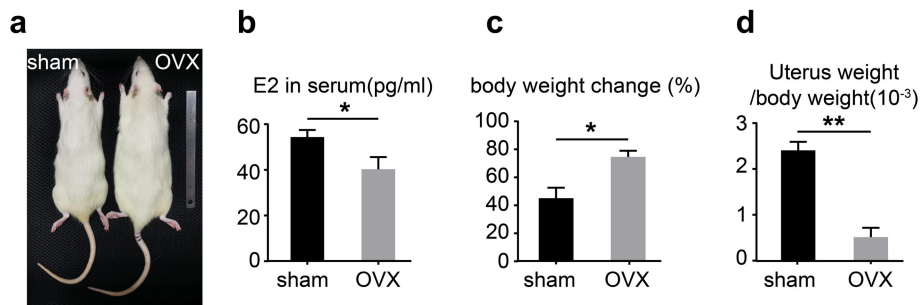 a
sham OVX
b
E2 in serum(pg/ml)
*
60
40
20
0
sham OVX
c
body weight change (%)
*
100
80
60
40
20
0
sham OVX
d
Uterus weight
/body weight(10⁻³)
**
3
2
1
0
sham OVX